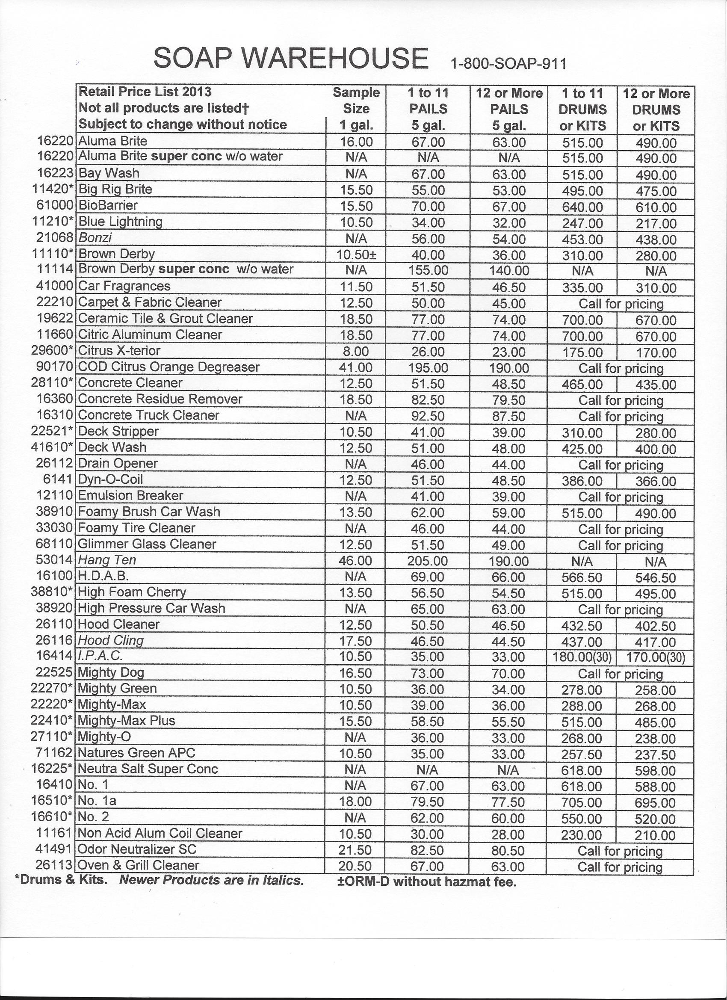 SOAP WAREHOUSE 1-800-SOAP-911
Retail Price List 2013 Sample 1 to 11 12 or More 1 to 11 12 or More
Not all products are listed† Size PAILS PAILS DRUMS DRUMS
Subject to change without notice 1 gal. 5 gal. 5 gal. or KITS or KITS
16220 Aluma Brite 16.00 67.00 63.00 515.00 490.00
16220 Aluma Brite super conc w/o water N/A N/A N/A 515.00 490.00
16223 Bay Wash N/A 67.00 63.00 515.00 490.00
11420* Big Rig Brite 15.50 55.00 53.00 495.00 475.00
61000 BioBarrier 15.50 70.00 67.00 640.00 610.00
11210* Blue Lightning 10.50 34.00 32.00 247.00 217.00
21068 Bonzi N/A 56.00 54.00 453.00 438.00
11110* Brown Derby 10.50± 40.00 36.00 310.00 280.00
11114 Brown Derby super conc w/o water N/A 155.00 140.00 N/A N/A
41000 Car Fragrances 11.50 51.50 46.50 335.00 310.00
22210 Carpet & Fabric Cleaner 12.50 50.00 45.00 Call for pricing
19622 Ceramic Tile & Grout Cleaner 18.50 77.00 74.00 700.00 670.00
11660 Citric Aluminum Cleaner 18.50 77.00 74.00 700.00 670.00
29600* Citrus X-terior 8.00 26.00 23.00 175.00 170.00
90170 COD Citrus Orange Degreaser 41.00 195.00 190.00 Call for pricing
28110* Concrete Cleaner 12.50 51.50 48.50 465.00 435.00
16360 Concrete Residue Remover 18.50 82.50 79.50 Call for pricing
16310 Concrete Truck Cleaner N/A 92.50 87.50 Call for pricing
22521* Deck Stripper 10.50 41.00 39.00 310.00 280.00
41610* Deck Wash 12.50 51.00 48.00 425.00 400.00
26112 Drain Opener N/A 46.00 44.00 Call for pricing
6141 Dyn-O-Coil 12.50 51.50 48.50 386.00 366.00
12110 Emulsion Breaker N/A 41.00 39.00 Call for pricing
38910 Foamy Brush Car Wash 13.50 62.00 59.00 515.00 490.00
33030 Foamy Tire Cleaner N/A 46.00 44.00 Call for pricing
68110 Glimmer Glass Cleaner 12.50 51.50 49.00 Call for pricing
53014 Hang Ten 46.00 205.00 190.00 N/A N/A
16100 H.D.A.B. N/A 69.00 66.00 566.50 546.50
38810* High Foam Cherry 13.50 56.50 54.50 515.00 495.00
38920 High Pressure Car Wash N/A 65.00 63.00 Call for pricing
26110 Hood Cleaner 12.50 50.50 46.50 432.50 402.50
26116 Hood Cling 17.50 46.50 44.50 437.00 417.00
16414 I.P.A.C. 10.50 35.00 33.00 180.00(30) 170.00(30)
22525 Mighty Dog 16.50 73.00 70.00 Call for pricing
22270* Mighty Green 10.50 36.00 34.00 278.00 258.00
22220* Mighty-Max 10.50 39.00 36.00 288.00 268.00
22410* Mighty-Max Plus 15.50 58.50 55.50 515.00 485.00
27110* Mighty-O N/A 36.00 33.00 268.00 238.00
71162 Natures Green APC 10.50 35.00 33.00 257.50 237.50
16225* Neutra Salt Super Conc N/A N/A N/A 618.00 598.00
16410 No. 1 N/A 67.00 63.00 618.00 588.00
16510* No. 1a 18.00 79.50 77.50 705.00 695.00
16610* No. 2 N/A 62.00 60.00 550.00 520.00
11161 Non Acid Alum Coil Cleaner 10.50 30.00 28.00 230.00 210.00
41491 Odor Neutralizer SC 21.50 82.50 80.50 Call for pricing
26113 Oven & Grill Cleaner 20.50 67.00 63.00 Call for pricing
*Drums & Kits. Newer Products are in Italics. ±ORM-D without hazmat fee.